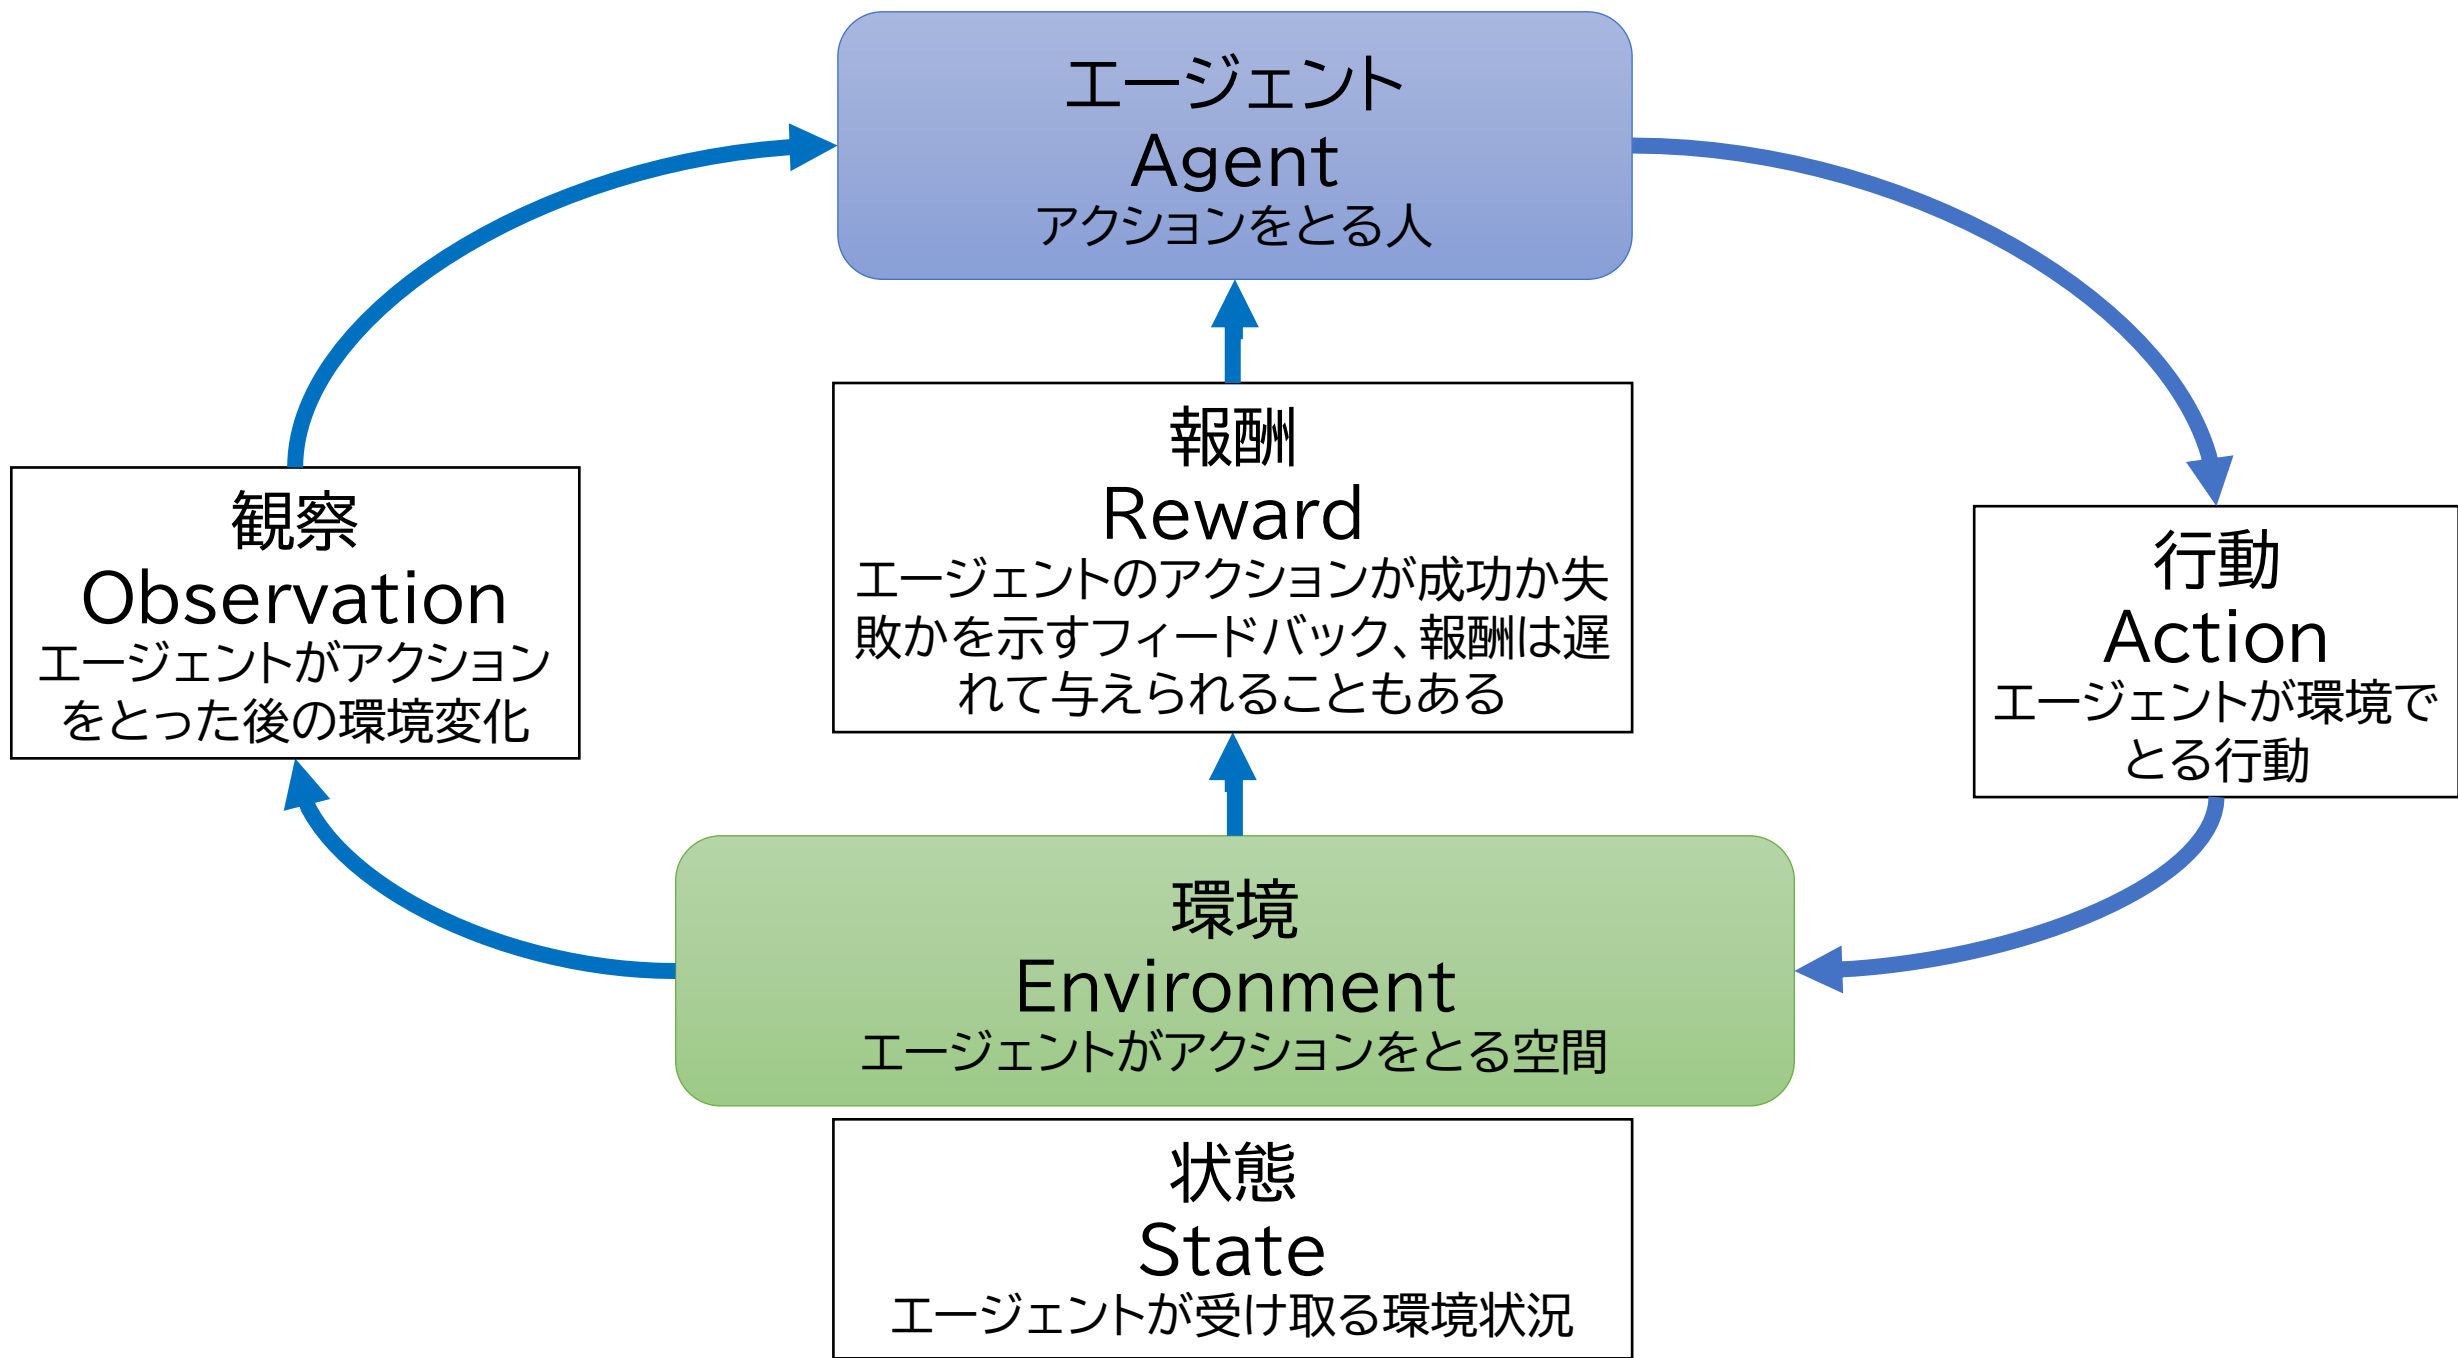 エージェント
Agent
アクションをとる人
観察
Observation
エージェントがアクション
をとった後の環境変化
報酬
Reward
エージェントのアクションが成功か失
敗かを示すフィードバック、報酬は遅
れて与えられることもある
行動
Action
エージェントが環境で
とる行動
環境
Environment
エージェントがアクションをとる空間
状態
State
エージェントが受け取る環境状況